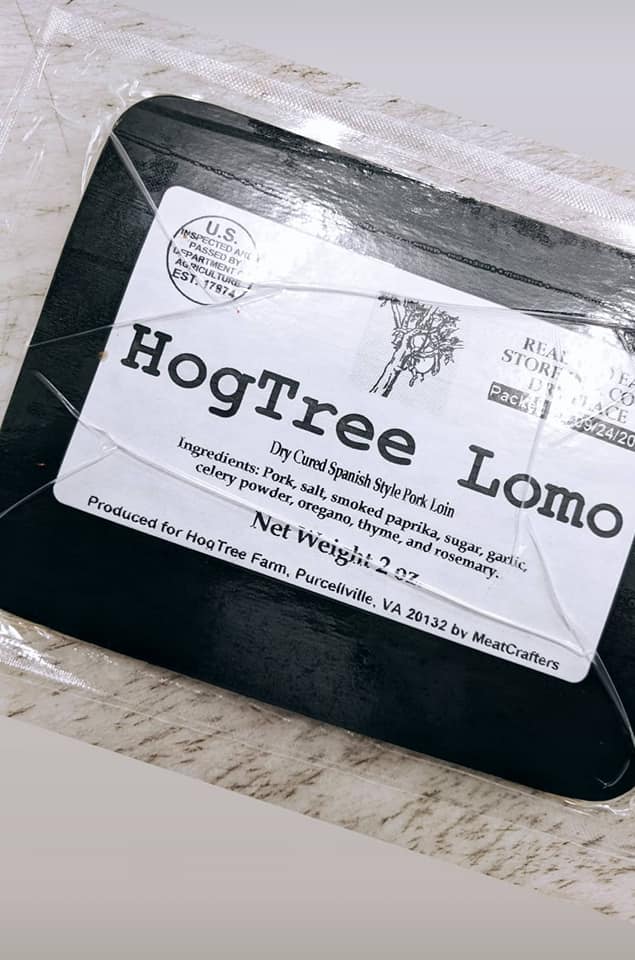 U.S.
INSPECTED AND
PASSED BY
DEPARTMENT OF
AGRICULTURE
EST. 17874
HogTree Lomo
Dry Cured Spanish Style Pork Loin
Ingredients: Pork, salt, smoked paprika, sugar, garlic,
celery powder, oregano, thyme, and rosemary.
Net Weight 2 oz.
Produced for HogTree Farm, Purcellville, VA 20132 by MeatCrafters